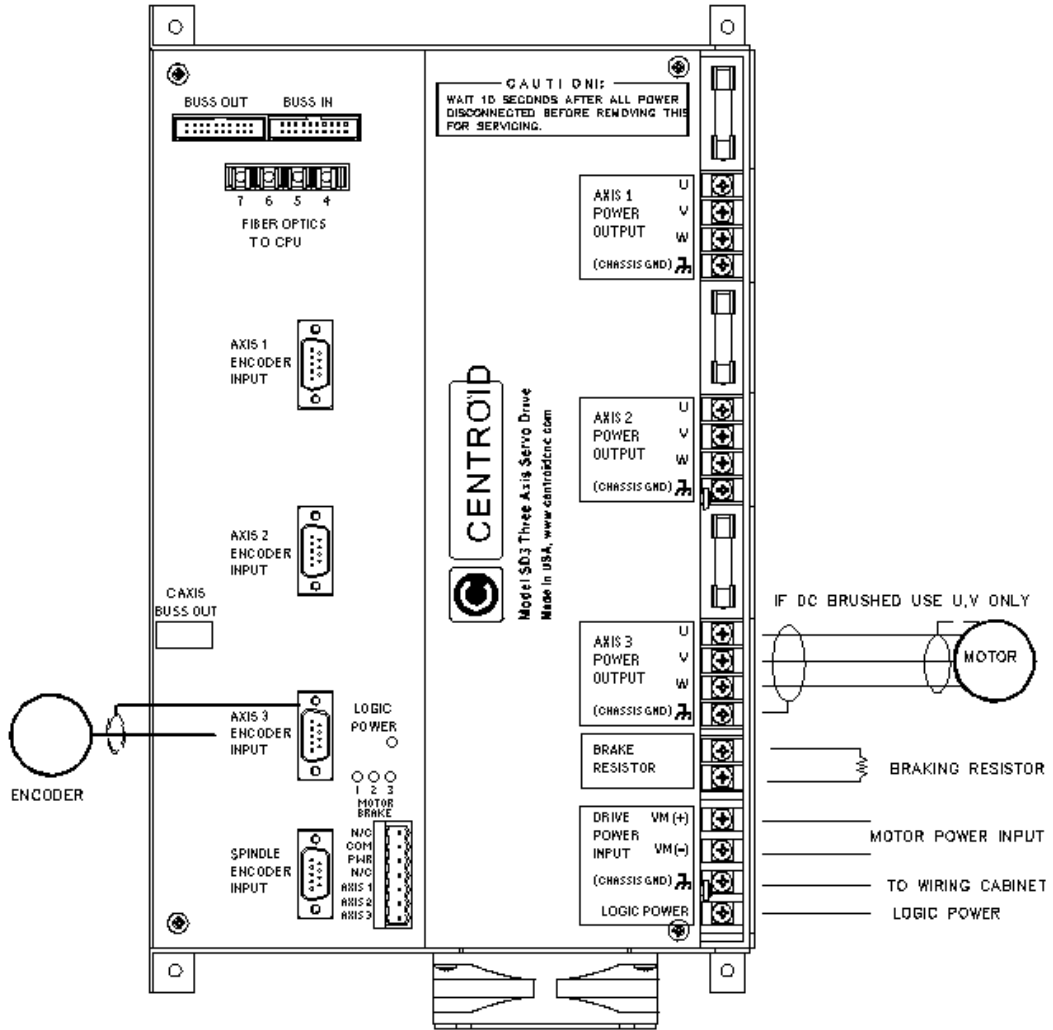 BUSS OUT
BUSS IN
7 6 5 4
FIBER OPTICS
TO CPU
CAUTION!:
WAIT 10 SECONDS AFTER ALL POWER
DISCONNECTED BEFORE REMOVING THIS
FOR SERVICING.
AXIS 1
POWER
OUTPUT
U
V
W
(CHASSIS GND)
AXIS 1
ENCODER
INPUT
CENTROID
Model SD3 Three Axis Servo Drive
Made in USA, www.centroidcnc.com
AXIS 2
POWER
OUTPUT
U
V
W
(CHASSIS GND)
AXIS 2
ENCODER
INPUT
C AXIS
BUSS OUT
IF DC BRUSHED USE U,V ONLY
AXIS 3
POWER
OUTPUT
U
V
W
(CHASSIS GND)
MOTOR
ENCODER
AXIS 3
ENCODER
INPUT
LOGIC
POWER
1 2 3
MOTOR
BRAKE
BRAKE
RESISTOR
BRAKING RESISTOR
N/C
COM
PWR
N/C
AXIS 1
AXIS 2
AXIS 3
SPINDLE
ENCODER
INPUT
DRIVE
POWER
INPUT
VM (+)
VM (-)
(CHASSIS GND)
LOGIC POWER
MOTOR POWER INPUT
TO WIRING CABINET
LOGIC POWER